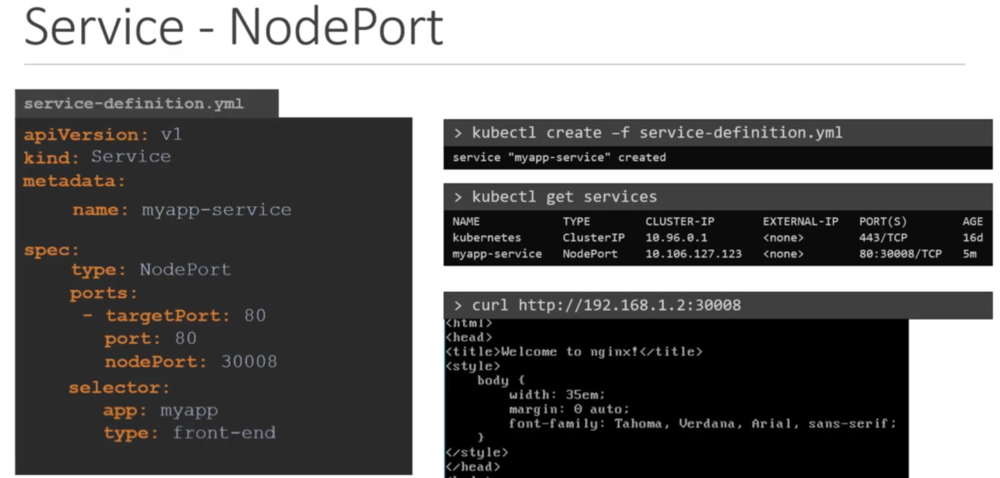 Service - NodePort
service-definition.yml
apiVersion: v1
kind: Service
metadata:
name: myapp-service
spec:
type: NodePort
ports:
- targetPort: 80
port: 80
nodePort: 30008
selector:
app: myapp
type: front-end
> kubectl create –f service-definition.yml
service "myapp-service" created
> kubectl get services
NAME TYPE CLUSTER-IP EXTERNAL-IP PORT(S) AGE
kubernetes ClusterIP 10.96.0.1 <none> 443/TCP 16d
myapp-service NodePort 10.106.127.123 <none> 80:30008/TCP 5m
> curl http://192.168.1.2:30008
<html>
<head>
<title>Welcome to nginx!</title>
<style>
body {
width: 35em;
margin: 0 auto;
font-family: Tahoma, Verdana, Arial, sans-serif;
}
</style>
</head>